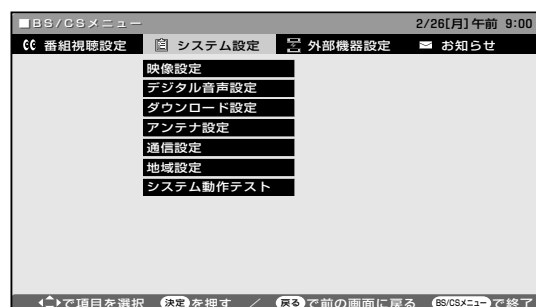 ■BS/CSメニュー 2/26[月]午前 9:00
番組視聴設定 システム設定 外部機器設定 お知らせ
映像設定
デジタル音声設定
ダウンロード設定
アンテナ設定
通信設定
地域設定
システム動作テスト
で項目を選択 決定を押す / 戻るで前の画面に戻る BS/CSメニューで終了